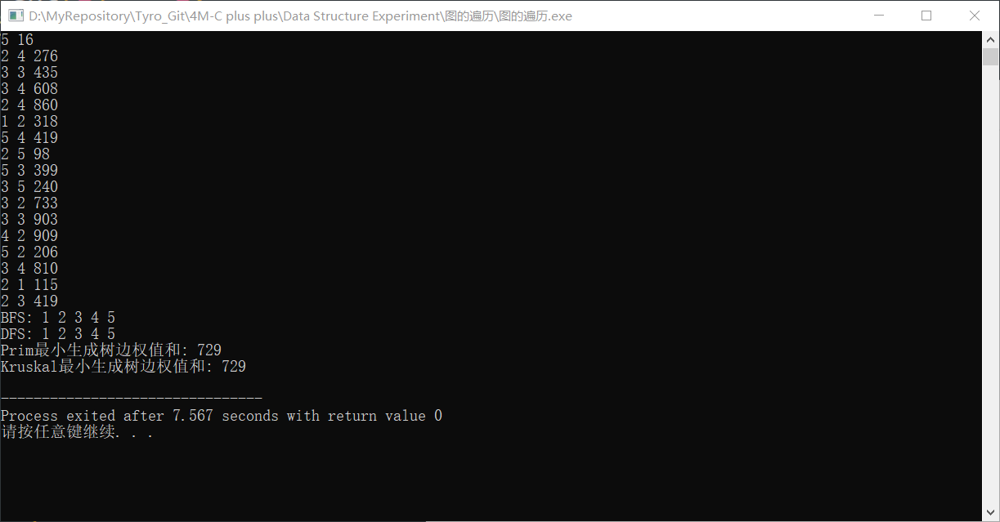 D:\MyRepository\Tyro_Git\4M-C plus plus\Data Structure Experiment\图的遍历\图的遍历.exe
5 16
2 4 276
3 3 435
3 4 608
2 4 860
1 2 318
5 4 419
2 5 98
5 3 399
3 5 240
3 2 733
3 3 903
4 2 909
5 2 206
3 4 810
2 1 115
2 3 419
BFS: 1 2 3 4 5
DFS: 1 2 3 4 5
Prim最小生成树边权值和: 729
Kruskal最小生成树边权值和: 729
--------------------------------
Process exited after 7.567 seconds with return value 0
请按任意键继续. . .